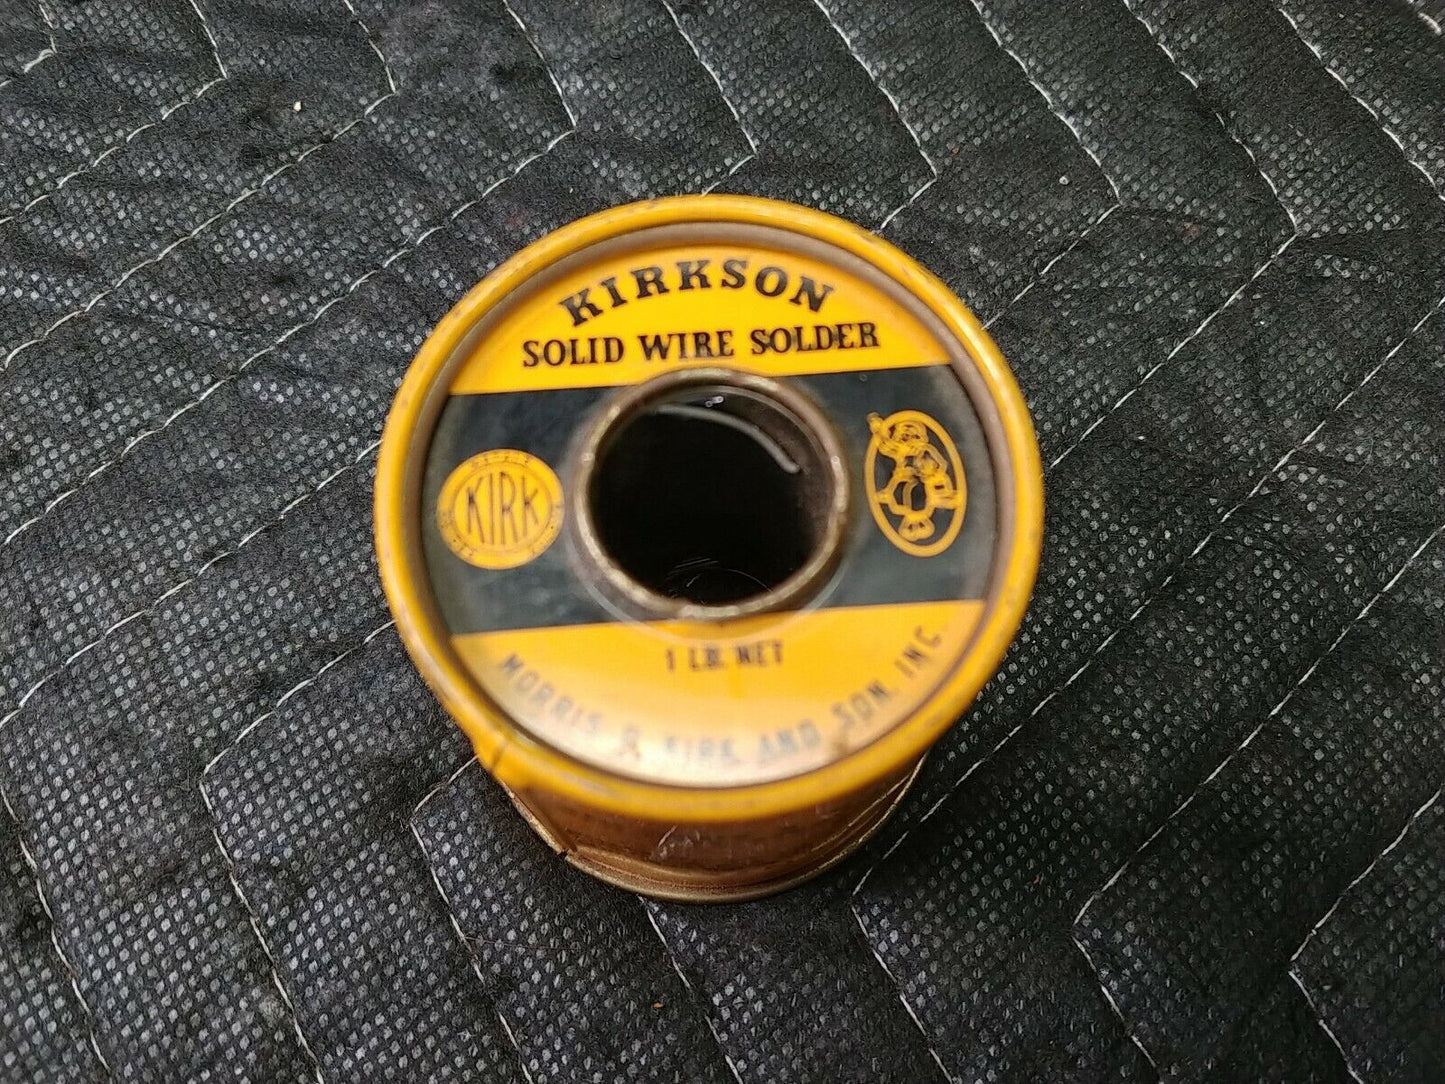 KIRKSON
SOLID WIRE SOLDER
KIRK
1 LB. NET
MORRIS P. KIRK AND SON, INC.